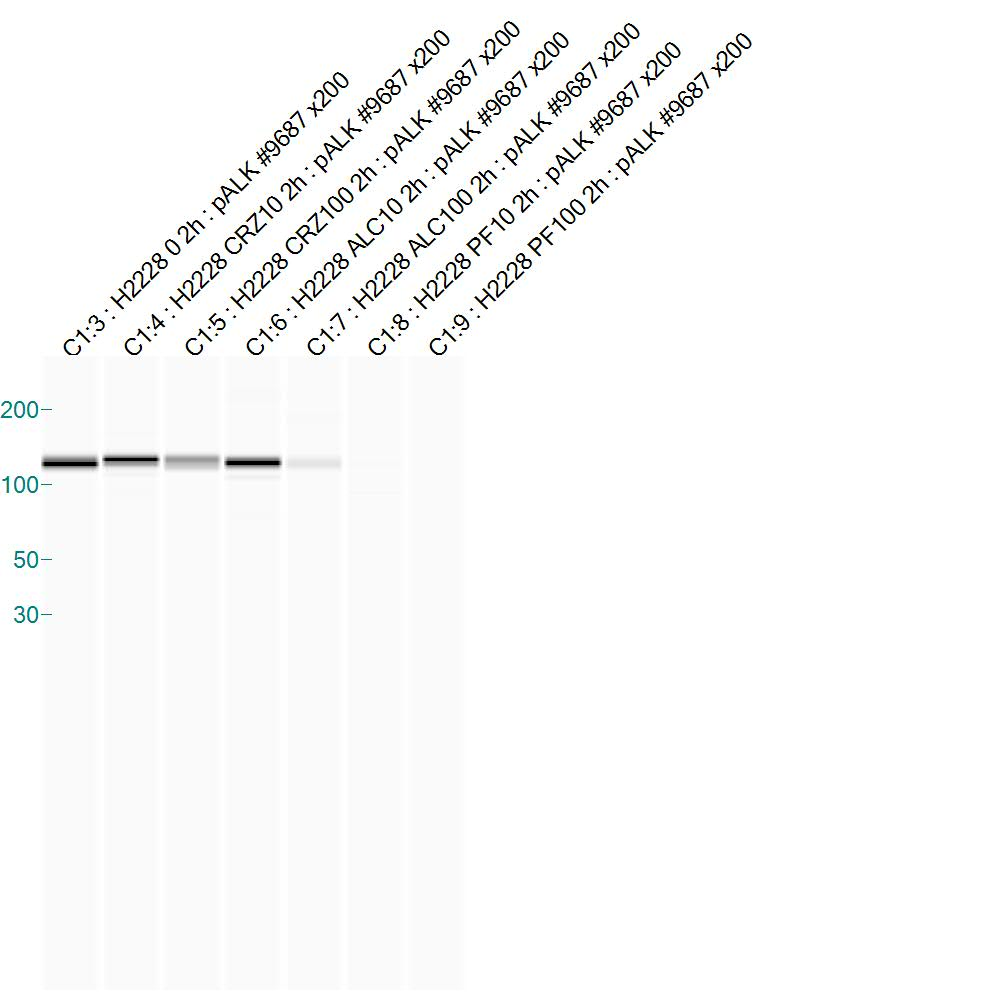 C1:3 : H2228 0 2h : pALK #9687 x200
C1:4 : H2228 CRZ10 2h : pALK #9687 x200
C1:5 : H2228 CRZ100 2h : pALK #9687 x200
C1:6 : H2228 ALC10 2h : pALK #9687 x200
C1:7 : H2228 ALC100 2h : pALK #9687 x200
C1:8 : H2228 PF10 2h : pALK #9687 x200
C1:9 : H2228 PF100 2h : pALK #9687 x200
200
100
50
30